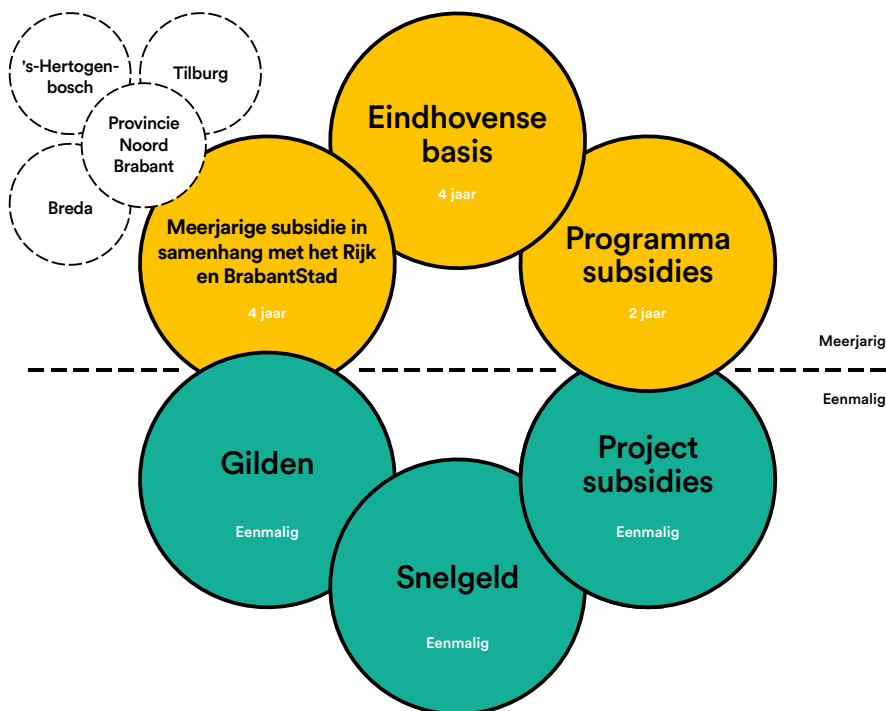 's-Hertogen-
bosch
Tilburg
Provincie
Noord
Brabant
Breda
Eindhovense
basis
4 jaar
Meerjarige subsidie in
samenhang met het Rijk
en BrabantStad
4 jaar
Programma
subsidies
2 jaar
Meerjarig
Eenmalig
Gilden
Eenmalig
Project
subsidies
Eenmalig
Snelgeld
Eenmalig